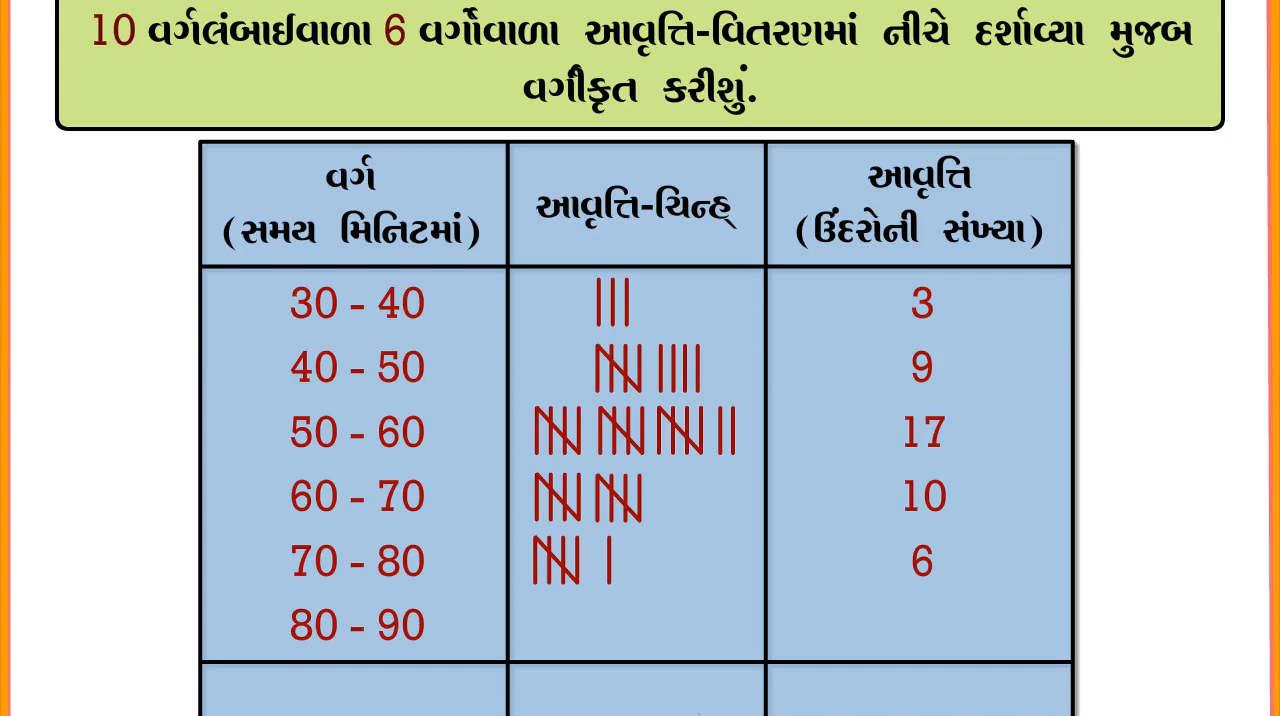 10 વર્ગલંબાઈવાળા 6 વર્ગોવાળા આવૃત્તિ-વિતરણમાં નીચે દર્શાવ્યા મુજબ
વર્ગીકૃત કરીશું.
વર્ગ
(સમય મિનિટમાં)
આવૃત્તિ-ચિન્હ્
આવૃત્તિ
(ઉંદરોની સંખ્યા)
30 - 40 3
40 - 50 9
50 - 60 17
60 - 70 10
70 - 80 6
80 - 90